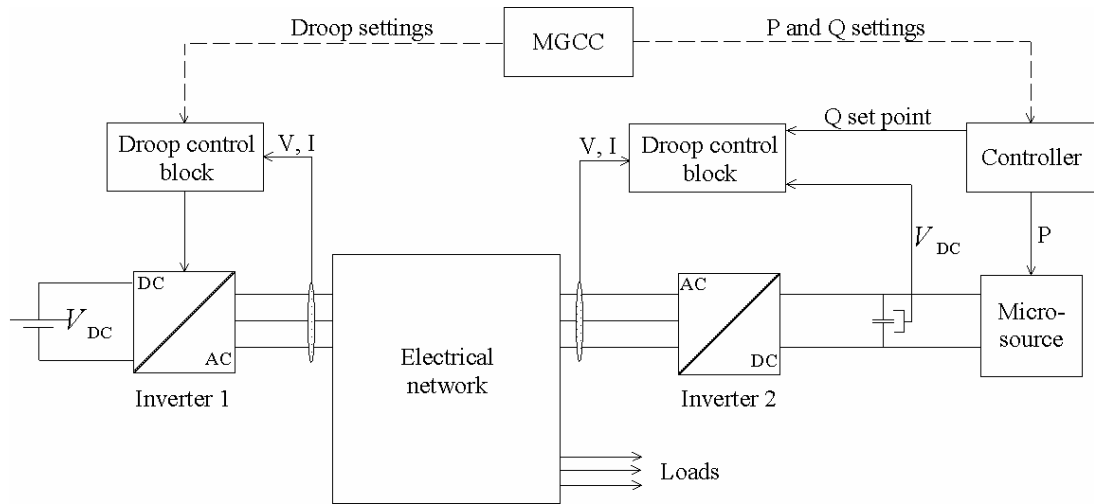 Droop settings
MGCC
P and Q settings
Droop control
block
V, I
V, I
Droop control
block
Q set point
Controller
V DC
P
DC
AC
V DC
Inverter 1
Electrical
network
AC
DC
Inverter 2
Micro-
source
Loads